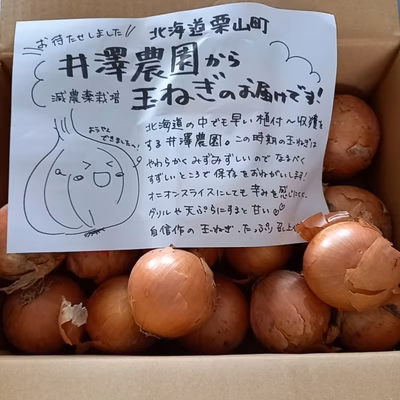 お待たせしました
北海道栗山町
井澤農園から
減農薬栽培
玉ねぎのお届けです!
北海道の中でも早い植付〜収穫を
する井澤農園。この時期の玉ねぎは
やわらかくみずみずしいのでなるべく
すずしいところで保存をおねがいします!
オニオンスライスにしても辛みを感じにくく、
グリルや天ぷらにすると甘い
自信作の玉ねぎ、たっぷり召し上
できましたー!